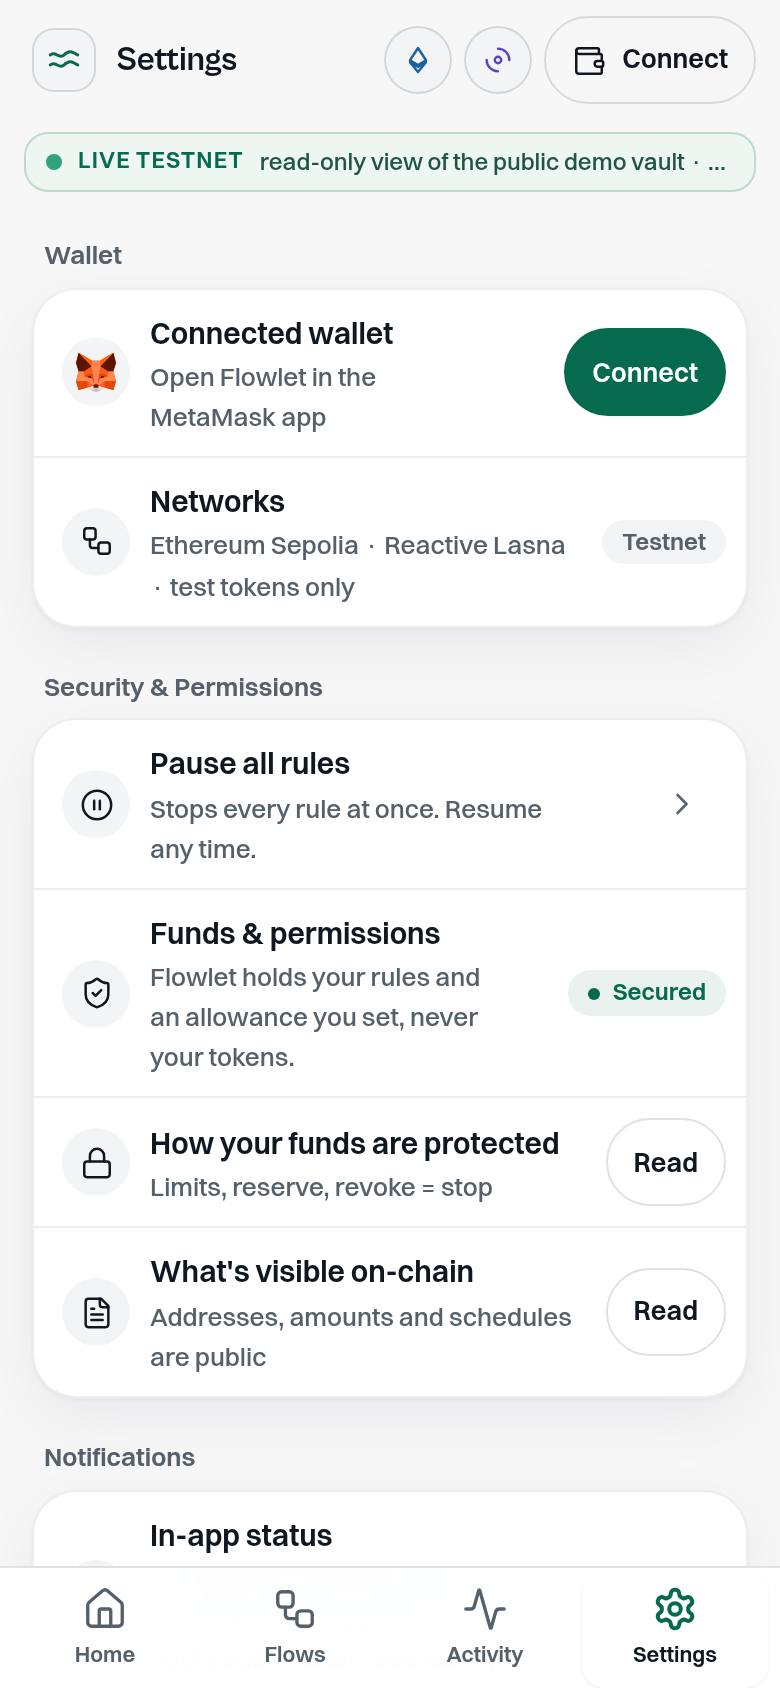 Settings
Connect
LIVE TESTNET read-only view of the public demo vault · ...
Wallet
Connected wallet
Open Flowlet in the
MetaMask app
Connect
Networks
Ethereum Sepolia · Reactive Lasna
· test tokens only
Testnet
Security & Permissions
Pause all rules
Stops every rule at once. Resume
any time.
Funds & permissions
Flowlet holds your rules and
an allowance you set, never
your tokens.
Secured
How your funds are protected
Limits, reserve, revoke = stop
Read
What's visible on-chain
Addresses, amounts and schedules
are public
Read
Notifications
In-app status
Home
Flows
Activity
Settings